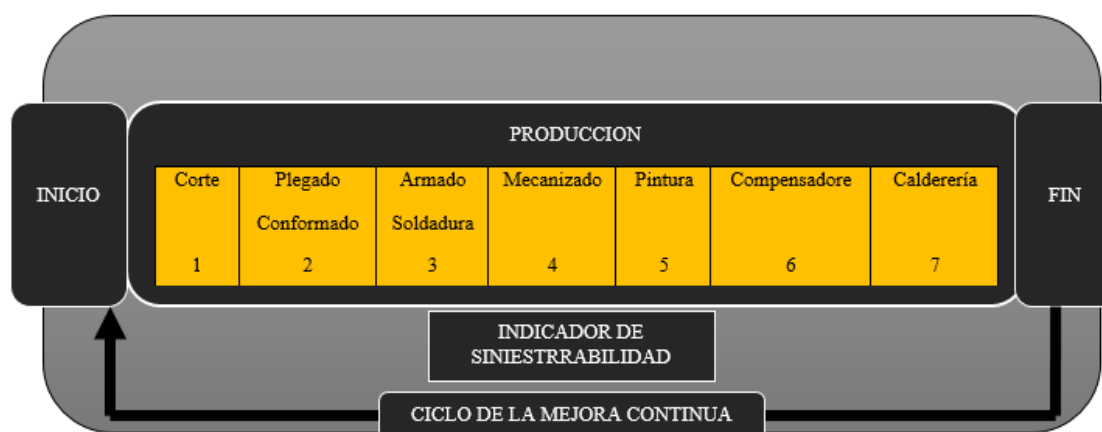 PRODUCCION
INICIO
Corte
Plegado
Armado
Mecanizado
Pintura
Compensadore
Calderería
Conformado
Soldadura
1
2
3
4
5
6
7
FIN
INDICADOR DE
SINIESTRRABILIDAD
CICLO DE LA MEJORA CONTINUA